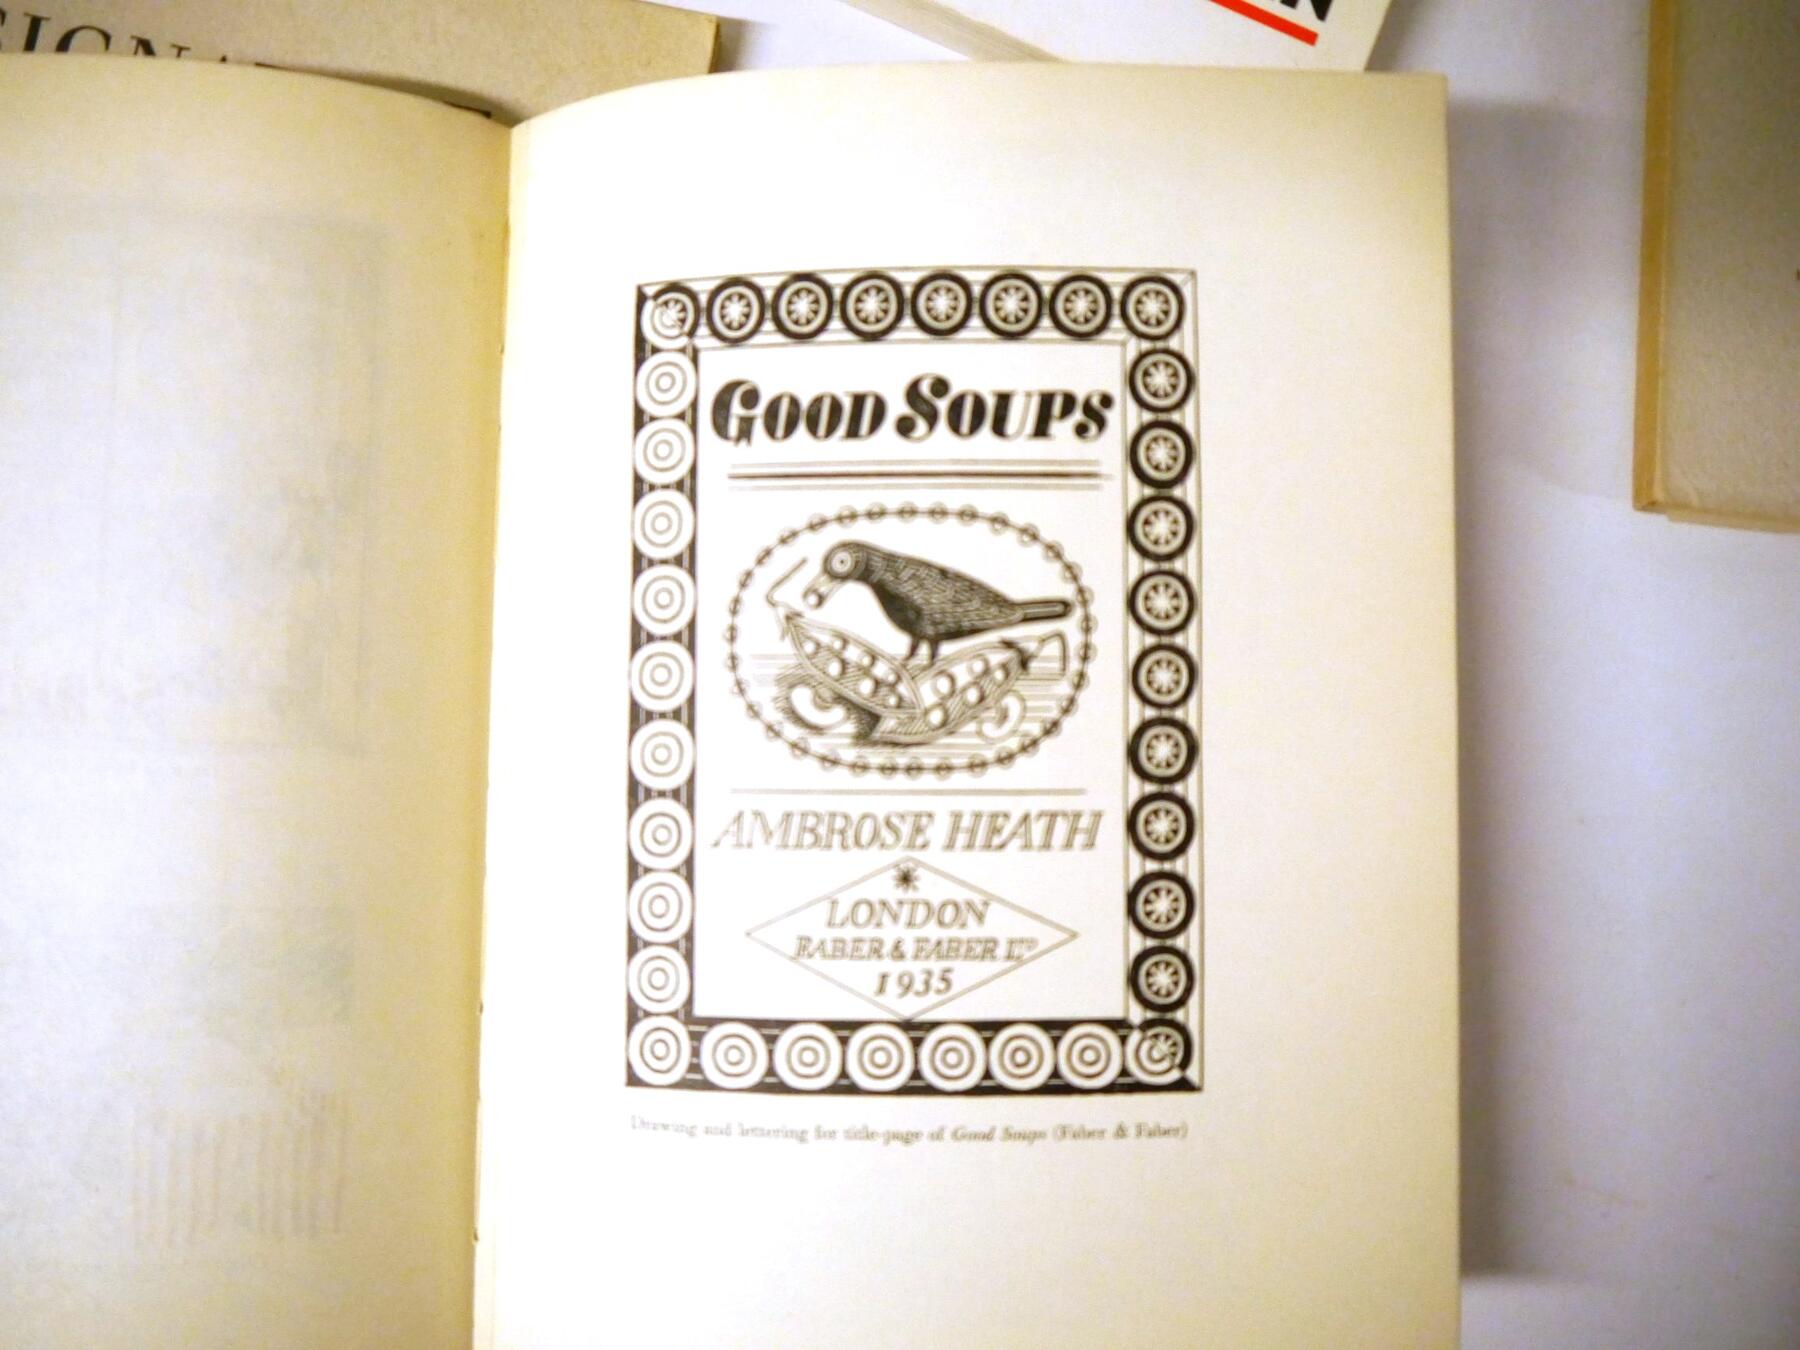 GOOD SOUPS
AMBROSE HEATH
LONDON
FABER & FABER LTD
1935
Drawing and lettering for title-page of Good Soups (Faber & Faber)